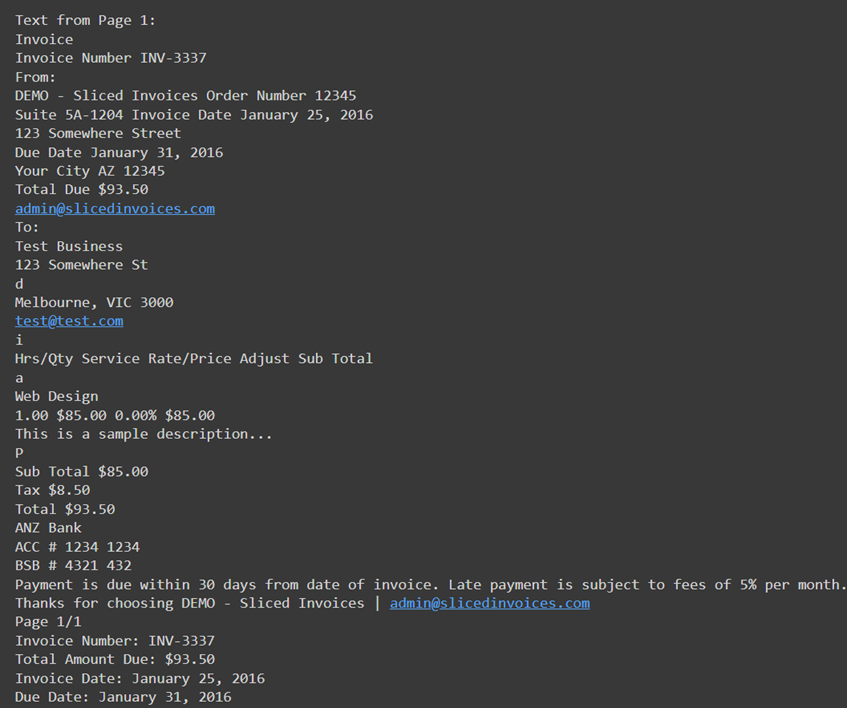 Text from Page 1:
Invoice
Invoice Number INV-3337
From:
DEMO - Sliced Invoices Order Number 12345
Suite 5A-1204 Invoice Date January 25, 2016
123 Somewhere Street
Due Date January 31, 2016
Your City AZ 12345
Total Due $93.50
admin@slicedinvoices.com
To:
Test Business
123 Somewhere St
d
Melbourne, VIC 3000
test@test.com
i
Hrs/Qty Service Rate/Price Adjust Sub Total
a
Web Design
1.00 $85.00 0.00% $85.00
This is a sample description...
P
Sub Total $85.00
Tax $8.50
Total $93.50
ANZ Bank
ACC # 1234 1234
BSB # 4321 432
Payment is due within 30 days from date of invoice. Late payment is subject to fees of 5% per month.
Thanks for choosing DEMO - Sliced Invoices | admin@slicedinvoices.com
Page 1/1
Invoice Number: INV-3337
Total Amount Due: $93.50
Invoice Date: January 25, 2016
Due Date: January 31, 2016